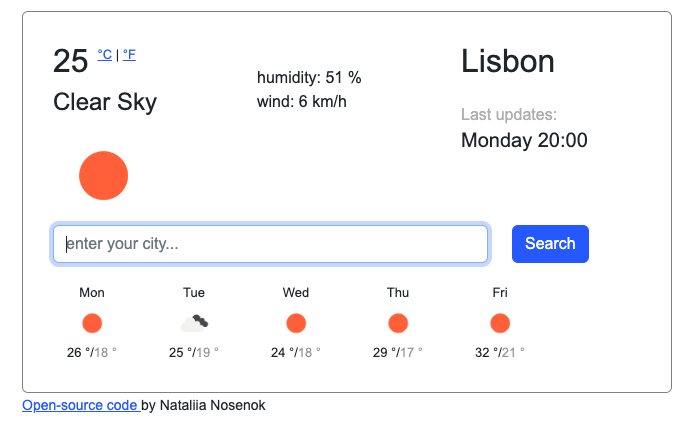 25 °C | °F
Clear Sky
humidity: 51 %
wind: 6 km/h
Lisbon
Last updates:
Monday 20:00
enter your city...
Search
Mon Tue Wed Thu Fri
26 °/18 ° 25 °/19 ° 24 °/18 ° 29 °/17 ° 32 °/21 °
Open-source code by Nataliia Nosenok